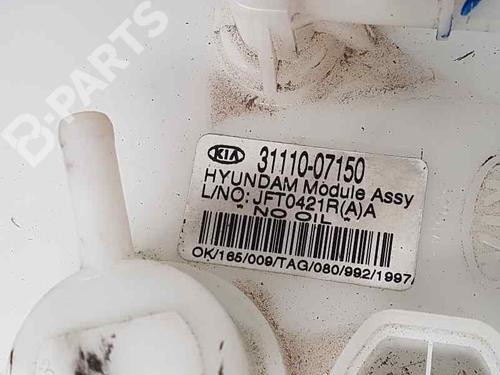 B-PARTS
KIA 31110-07150
HYUNDAM Module Assy
L/NO: JFT0421R(A)A
* NO OIL *
OK/165/009/TAG/080/992/1997